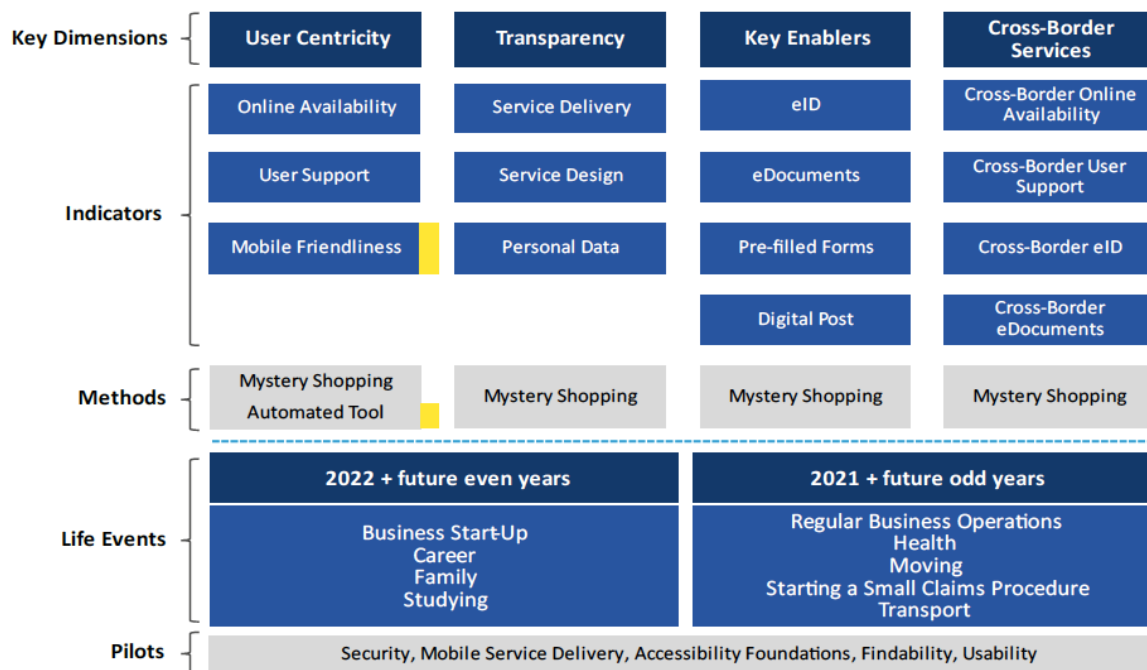 Key Dimensions
User Centricity
Transparency
Key Enablers
Cross-Border
Services
Indicators
Online Availability
Service Delivery
eID
Cross-Border Online
Availability
User Support
Service Design
eDocuments
Cross-Border User
Support
Mobile Friendliness
Personal Data
Pre-filled Forms
Cross-Border eID
Digital Post
Cross-Border
eDocuments
Methods
Mystery Shopping
Automated Tool
Mystery Shopping
Mystery Shopping
Mystery Shopping
Life Events
2022 + future even years
Business Start-Up
Career
Family
Studying
2021 + future odd years
Regular Business Operations
Health
Moving
Starting a Small Claims Procedure
Transport
Pilots
Security, Mobile Service Delivery, Accessibility Foundations, Findability, Usability